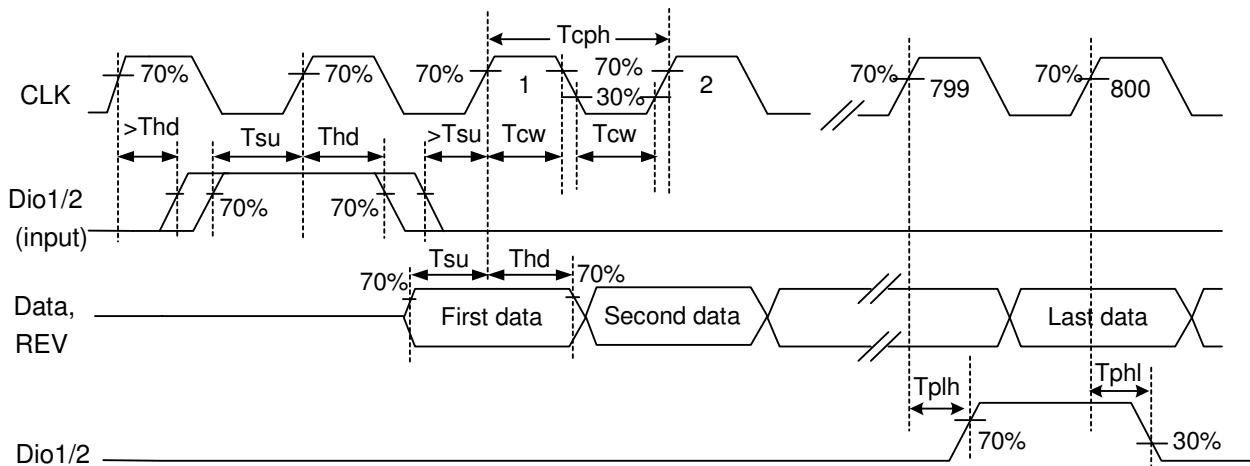 Tcph
70% 70% 70% 1 70% 2 70% 799 70% 800
CLK
30%
>Thd Tsu Thd >Tsu Tcw Tcw
Dio1/2
(input)
70% 70%
Tsu Thd
70% 70%
Data,
REV
First data Second data Last data
Tplh Tphl
70% 30%
Dio1/2